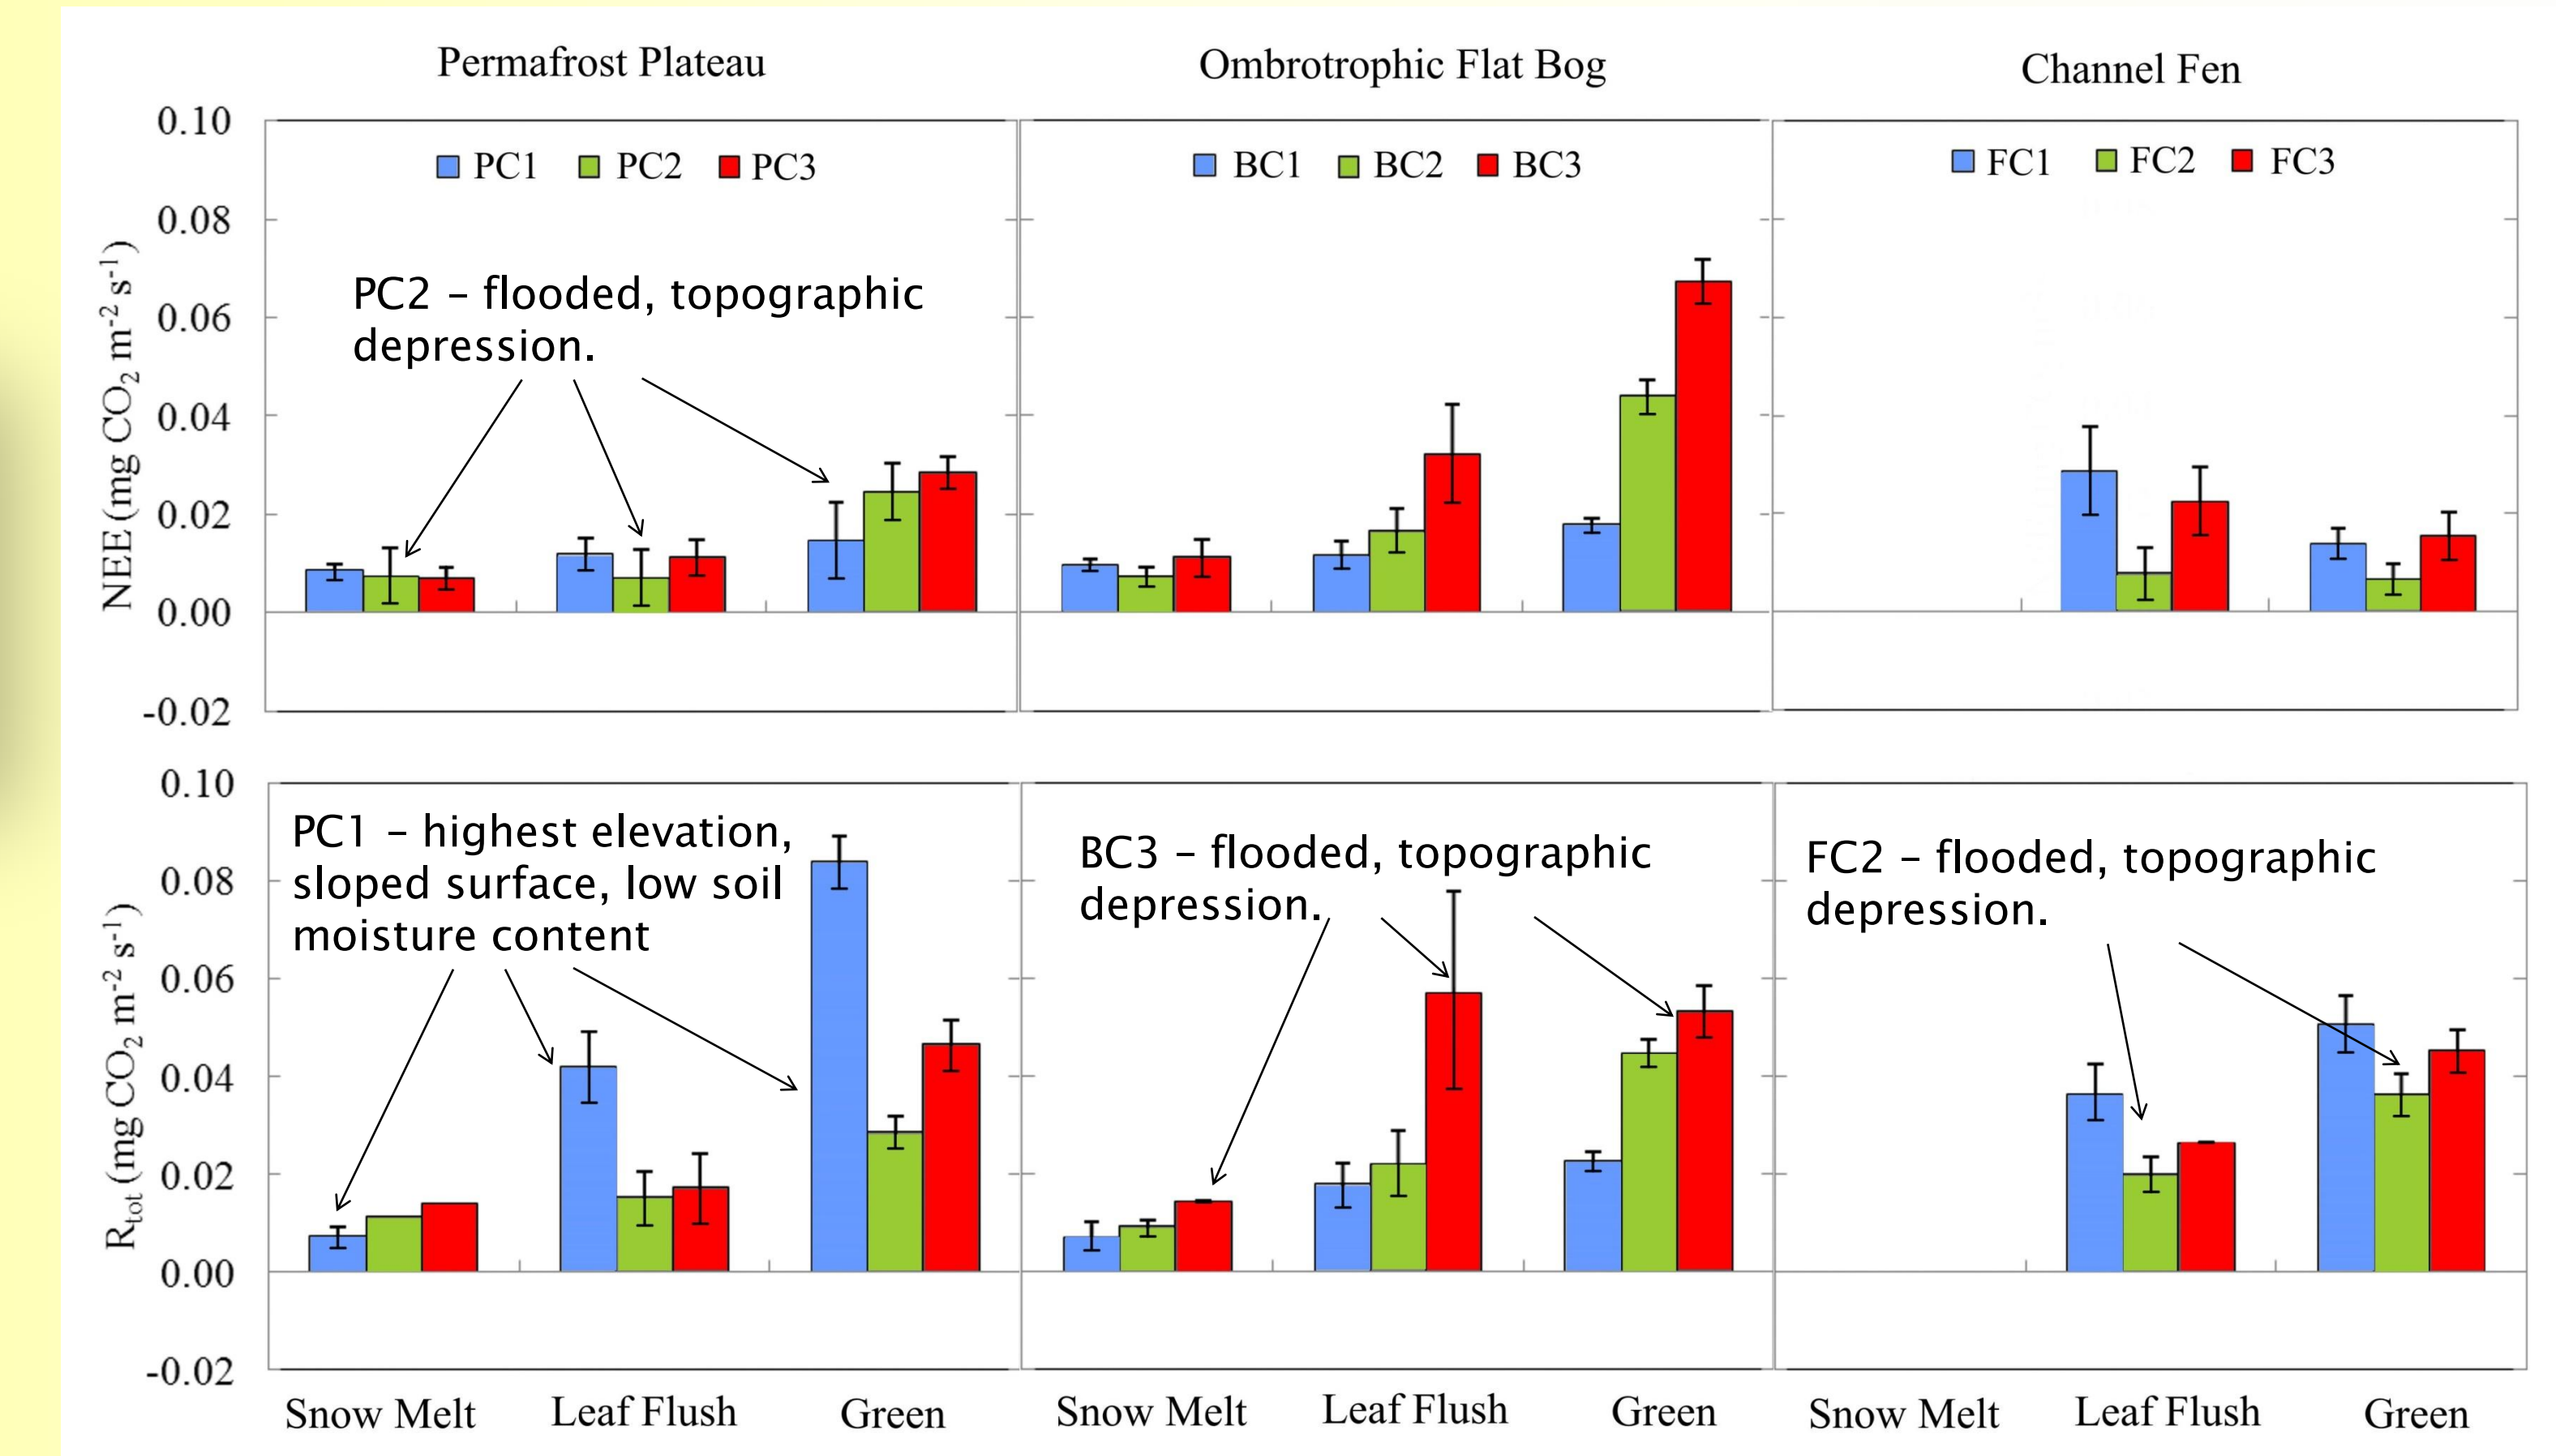 Permafrost Plateau
Ombrotrophic Flat Bog
Channel Fen
NEE (mg CO₂ m⁻² s⁻¹)
0.10
0.08
0.06
0.04
0.02
0.00
-0.02
PC1 PC2 PC3
PC2 – flooded, topographic
depression.
BC1 BC2 BC3
FC1 FC2 FC3
Rtot (mg CO₂ m⁻² s⁻¹)
0.10
0.08
0.06
0.04
0.02
0.00
-0.02
PC1 – highest elevation,
sloped surface, low soil
moisture content
BC3 – flooded, topographic
depression.
FC2 – flooded, topographic
depression.
Snow Melt Leaf Flush Green
Snow Melt Leaf Flush Green
Snow Melt Leaf Flush Green